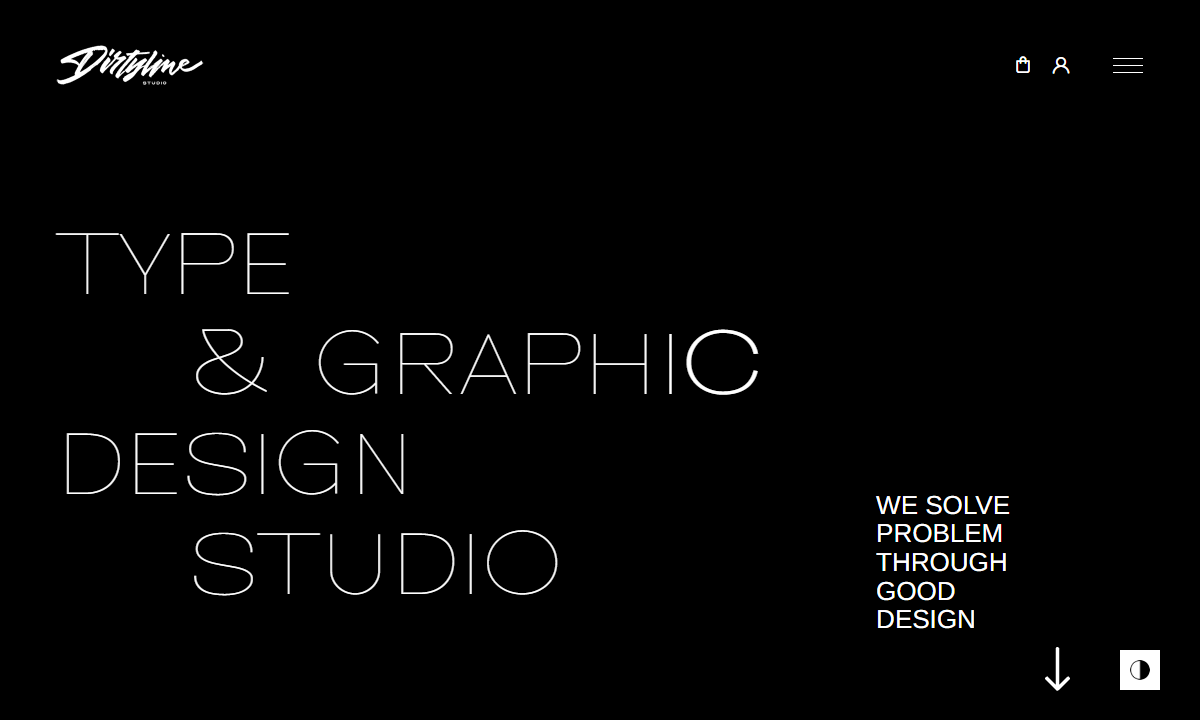 Dirtyline
STUDIO
TYPE
& GRAPHIC
DESIGN
STUDIO
WE SOLVE
PROBLEM
THROUGH
GOOD
DESIGN